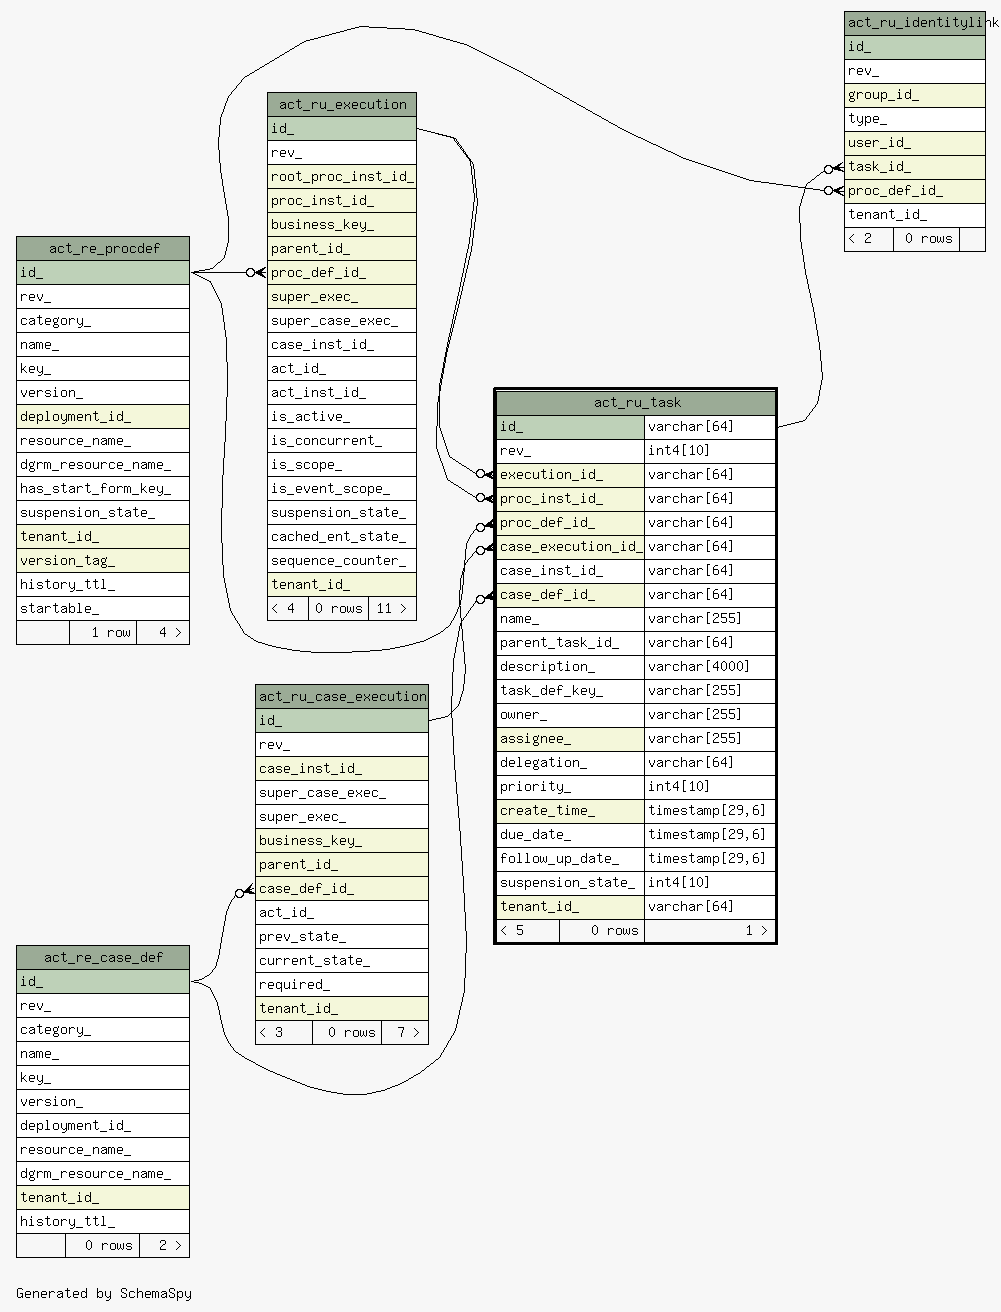 act_ru_identitylink
id_
rev_
group_id_
type_
user_id_
task_id_
proc_def_id_
tenant_id_
< 2 0 rows
act_ru_execution
id_
rev_
root_proc_inst_id_
proc_inst_id_
business_key_
parent_id_
proc_def_id_
super_exec_
super_case_exec_
case_inst_id_
act_id_
act_inst_id_
is_active_
is_concurrent_
is_scope_
is_event_scope_
suspension_state_
cached_ent_state_
sequence_counter_
tenant_id_
< 4 0 rows 11 >
act_re_procdef
id_
rev_
category_
name_
key_
version_
deployment_id_
resource_name_
dgrm_resource_name_
has_start_form_key_
suspension_state_
tenant_id_
version_tag_
history_ttl_
startable_
1 row 4 >
act_ru_task
id_ varchar[64]
rev_ int4[10]
execution_id_ varchar[64]
proc_inst_id_ varchar[64]
proc_def_id_ varchar[64]
case_execution_id_ varchar[64]
case_inst_id_ varchar[64]
case_def_id_ varchar[64]
name_ varchar[255]
parent_task_id_ varchar[64]
description_ varchar[4000]
task_def_key_ varchar[255]
owner_ varchar[255]
assignee_ varchar[255]
delegation_ varchar[64]
priority_ int4[10]
create_time_ timestamp[29,6]
due_date_ timestamp[29,6]
follow_up_date_ timestamp[29,6]
suspension_state_ int4[10]
tenant_id_ varchar[64]
< 5 0 rows 1 >
act_ru_case_execution
id_
rev_
case_inst_id_
super_case_exec_
super_exec_
business_key_
parent_id_
case_def_id_
act_id_
prev_state_
current_state_
required_
tenant_id_
< 3 0 rows 7 >
act_re_case_def
id_
rev_
category_
name_
key_
version_
deployment_id_
resource_name_
dgrm_resource_name_
tenant_id_
history_ttl_
0 rows 2 >
Generated by SchemaSpy